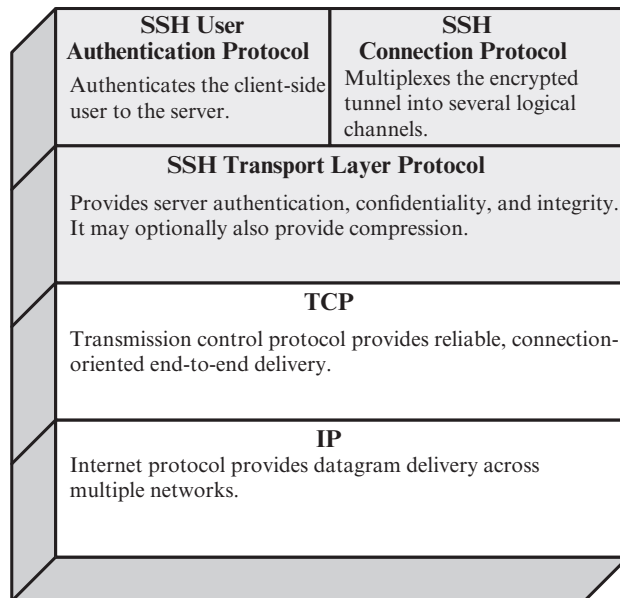 SSH User
Authentication Protocol
Authenticates the client-side
user to the server.
SSH
Connection Protocol
Multiplexes the encrypted
tunnel into several logical
channels.
SSH Transport Layer Protocol
Provides server authentication, confidentiality, and integrity.
It may optionally also provide compression.
TCP
Transmission control protocol provides reliable, connection-
oriented end-to-end delivery.
IP
Internet protocol provides datagram delivery across
multiple networks.